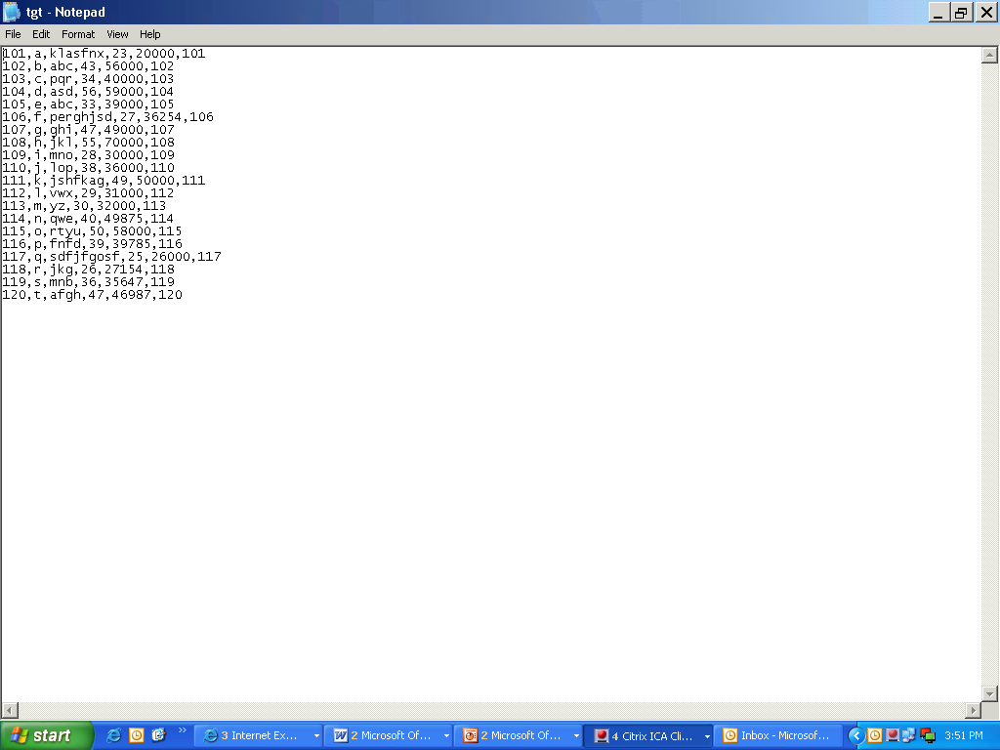 tgt - Notepad
File Edit Format View Help
101,a,klasfnx,23,20000,101
102,b,abc,43,56000,102
103,c,pqr,34,40000,103
104,d,asd,56,59000,104
105,e,abc,33,39000,105
106,f,perghjsd,27,36254,106
107,g,ghi,47,49000,107
108,h,jkl,55,70000,108
109,i,mno,28,30000,109
110,j,lop,38,36000,110
111,k,jshfkag,49,50000,111
112,l,vwx,29,31000,112
113,m,yz,30,32000,113
114,n,qwe,40,49875,114
115,o,rtyu,50,58000,115
116,p,fnfd,39,39785,116
117,q,sdfjfgosf,25,26000,117
118,r,jkg,26,27154,118
119,s,mnb,36,35647,119
120,t,afgh,47,46987,120
start 3 Internet Ex... 2 Microsoft Of... 2 Microsoft Of... 4 Citrix ICA Cli... Inbox - Microsof... 3:51 PM